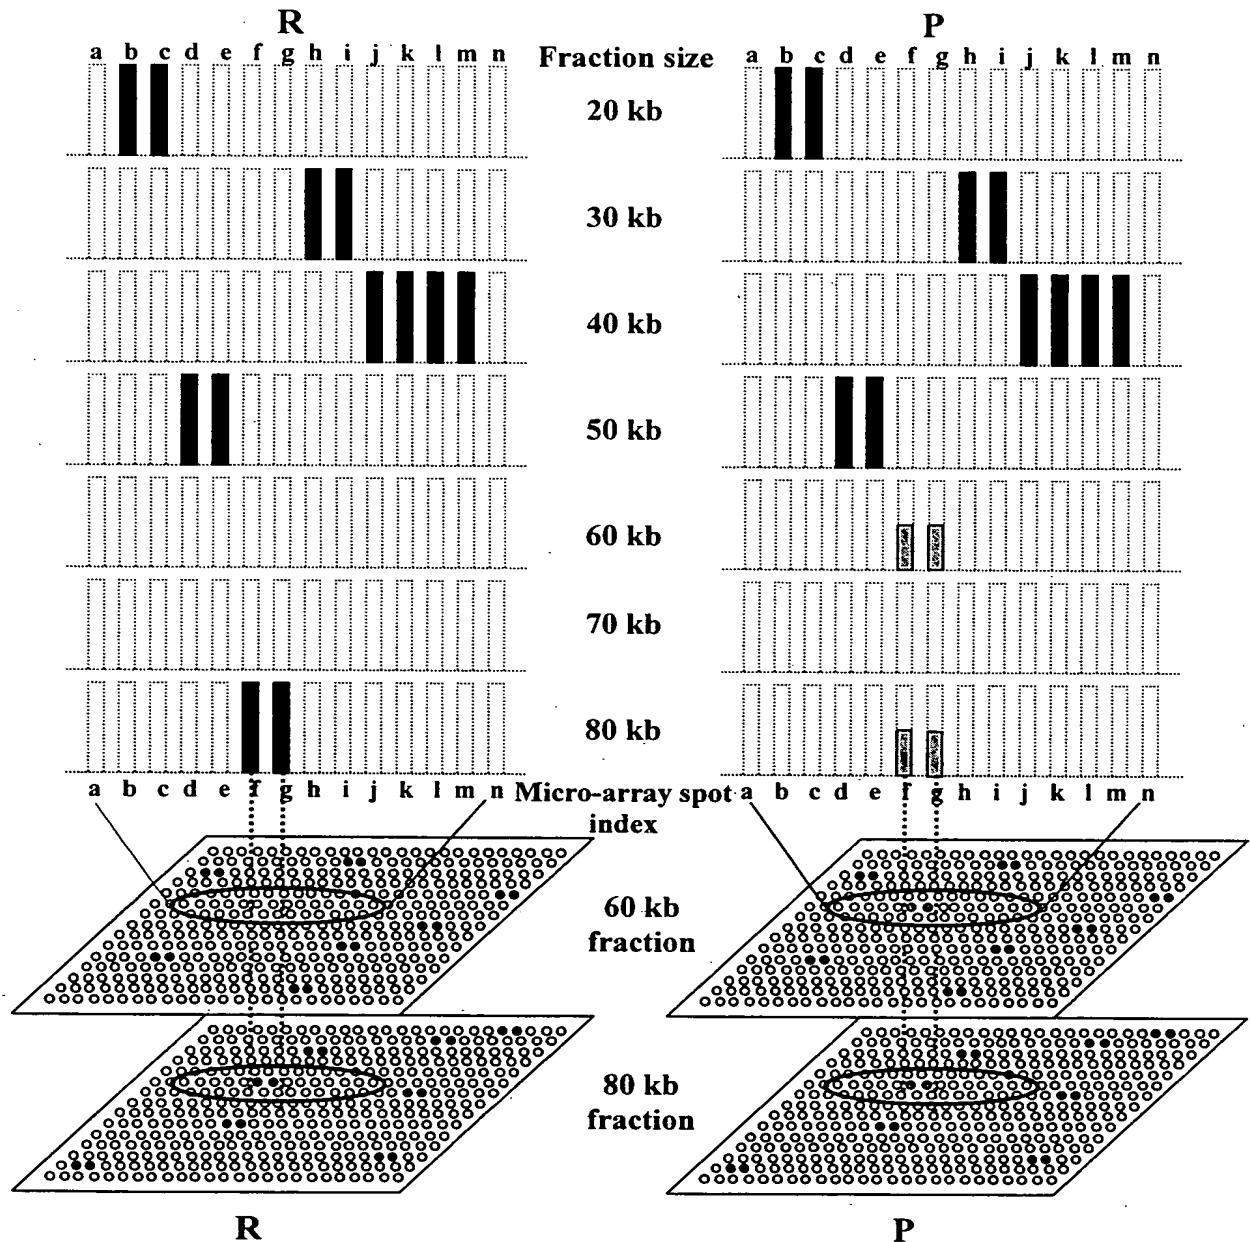 R P
a b c d e f g h i j k l m n Fraction size a b c d e f g h i j k l m n
20 kb
30 kb
40 kb
50 kb
60 kb
70 kb
80 kb
a b c d e f g h i j k l m n Micro-array spot a b c d e f g h i j k l m n
index
60 kb
fraction
80 kb
fraction
R P